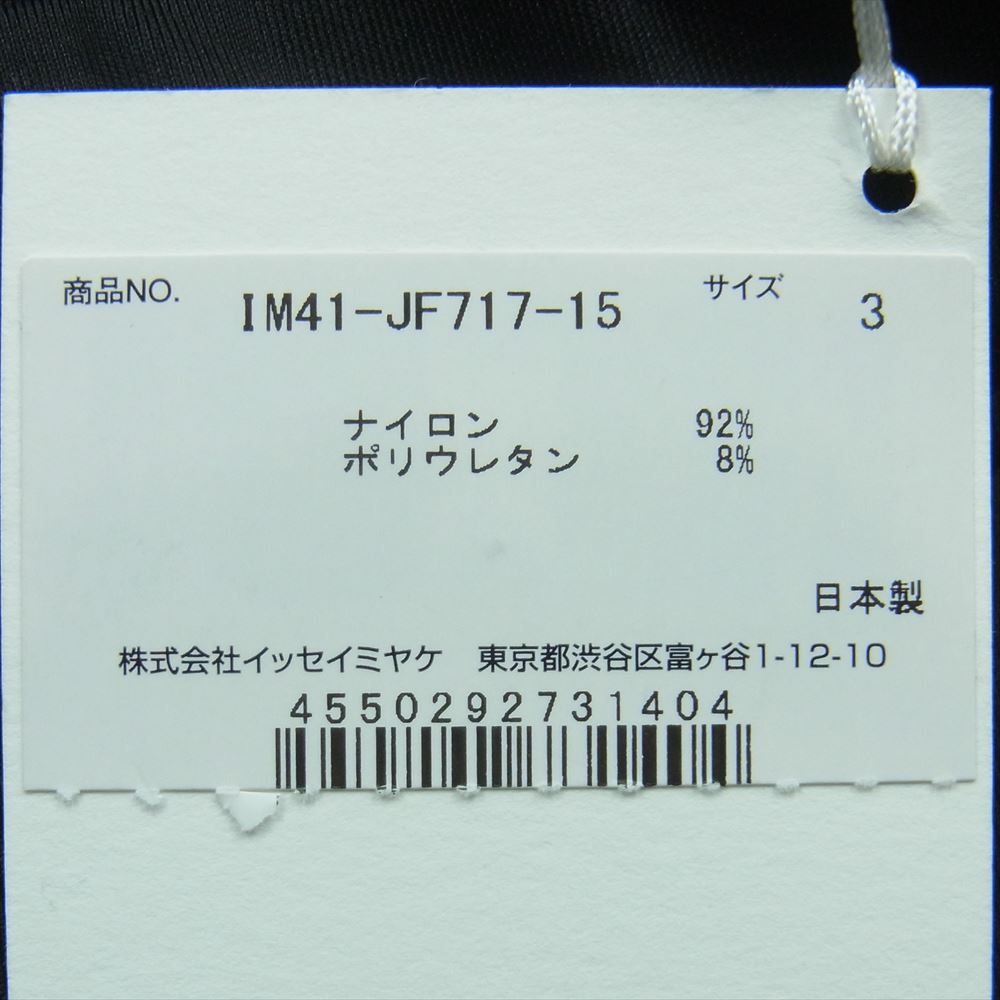 商品NO. IM41-JF717-15 サイズ 3
ナイロン 92%
ポリウレタン 8%
日本製
株式会社イッセイミヤケ 東京都渋谷区富ヶ谷1-12-10
4550292731404